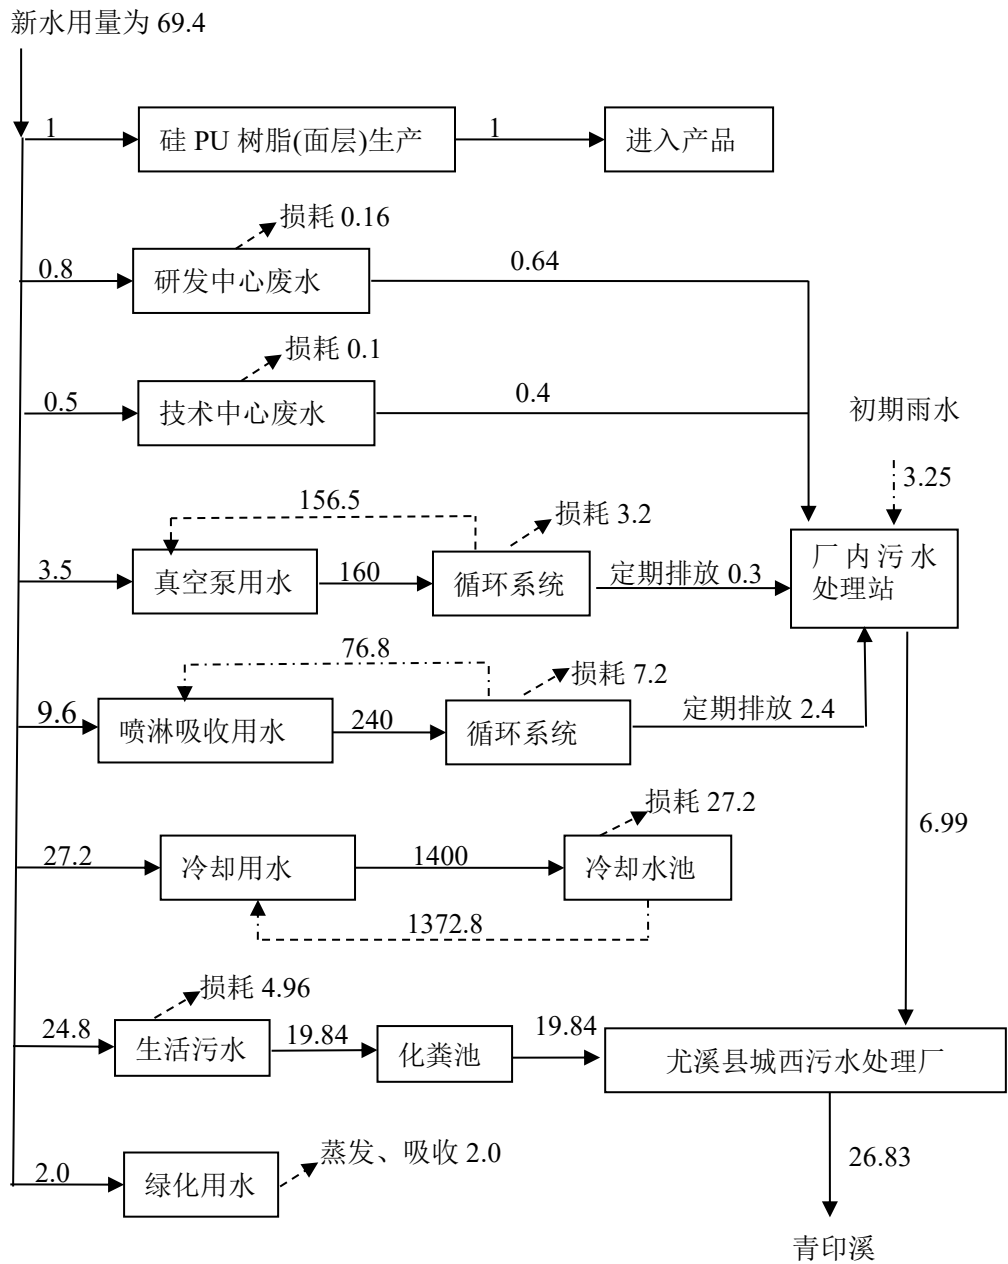 新水用量为 69.4
1
硅 PU 树脂(面层)生产
1
进入产品
损耗 0.16
0.8
研发中心废水
0.64
损耗 0.1
0.5
技术中心废水
0.4
初期雨水
3.25
156.5
损耗 3.2
3.5
真空泵用水
160
循环系统
定期排放 0.3
厂内污水
处理站
76.8
损耗 7.2
9.6
喷淋吸收用水
240
循环系统
定期排放 2.4
损耗 27.2
6.99
27.2
冷却用水
1400
冷却水池
1372.8
损耗 4.96
24.8
生活污水
19.84
化粪池
19.84
尤溪县城西污水处理厂
蒸发、吸收 2.0
2.0
绿化用水
26.83
青印溪